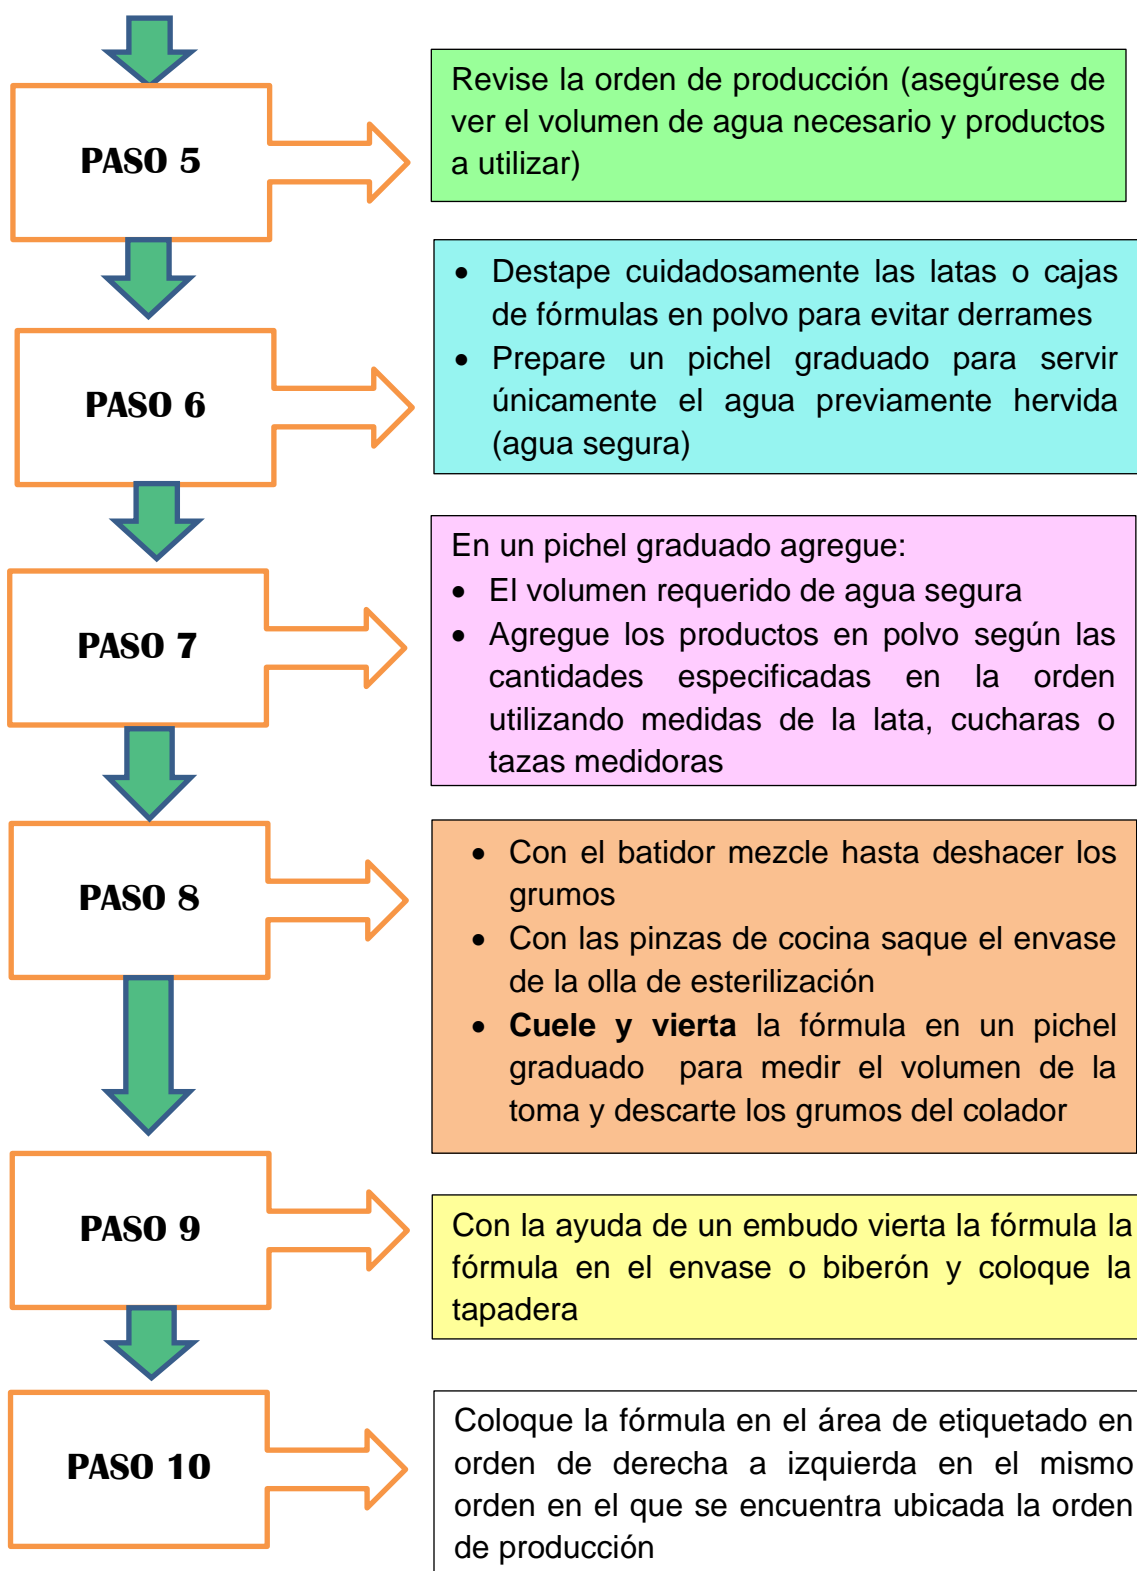 PASO 5
Revise la orden de producción (asegúrese de
ver el volumen de agua necesario y productos
a utilizar)
PASO 6
• Destape cuidadosamente las latas o cajas
de fórmulas en polvo para evitar derrames
• Prepare un pichel graduado para servir
únicamente el agua previamente hervida
(agua segura)
PASO 7
En un pichel graduado agregue:
• El volumen requerido de agua segura
• Agregue los productos en polvo según las
cantidades especificadas en la orden
utilizando medidas de la lata, cucharas o
tazas medidoras
PASO 8
• Con el batidor mezcle hasta deshacer los
grumos
• Con las pinzas de cocina saque el envase
de la olla de esterilización
• Cuele y vierta la fórmula en un pichel
graduado para medir el volumen de la
toma y descarte los grumos del colador
PASO 9
Con la ayuda de un embudo vierta la fórmula la
fórmula en el envase o biberón y coloque la
tapadera
PASO 10
Coloque la fórmula en el área de etiquetado en
orden de derecha a izquierda en el mismo
orden en el que se encuentra ubicada la orden
de producción